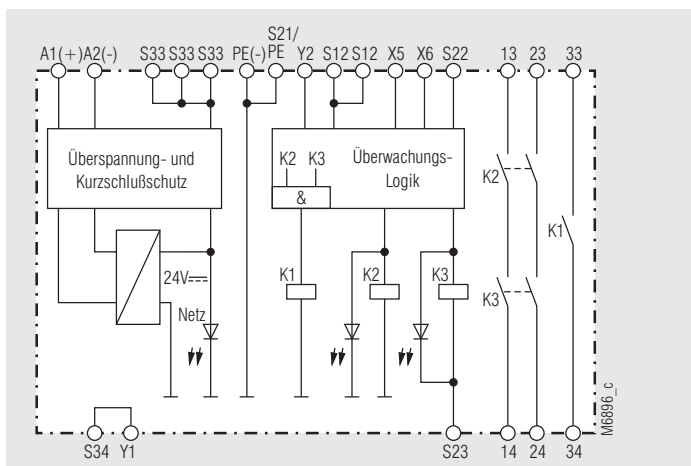 S21/
A1(+) A2(-) S33 S33 S33 PE(-) PE Y2 S12 S12 X5 X6 S22 13 23 33
Überspannung- und
Kurzschlußschutz
K2 K3
&
Überwachungs-
Logik
K2
K1
24V
K1 K2 K3
K3
Netz
M6896_c
S34 Y1 S23 14 24 34